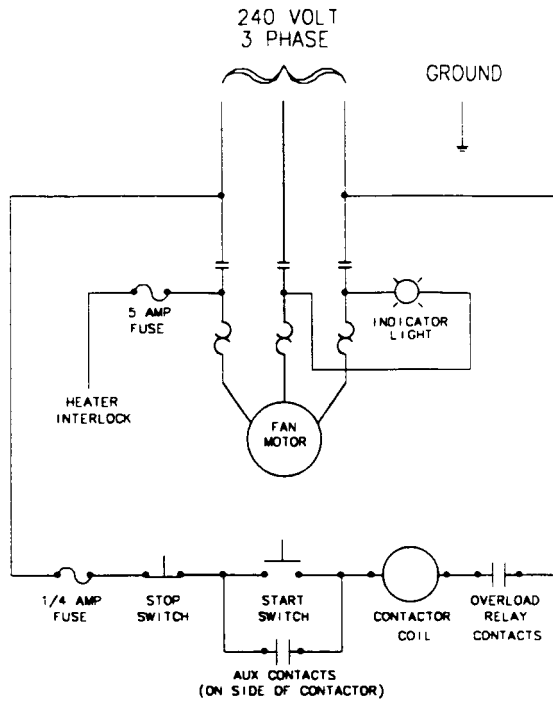 240 VOLT
3 PHASE
GROUND
5 AMP
FUSE
INDICATOR
LIGHT
HEATER
INTERLOCK
FAN
MOTOR
1/4 AMP
FUSE
STOP
SWITCH
START
SWITCH
CONTACTOR
COIL
OVERLOAD
RELAY
CONTACTS
AUX CONTACTS
(ON SIDE OF CONTACTOR)